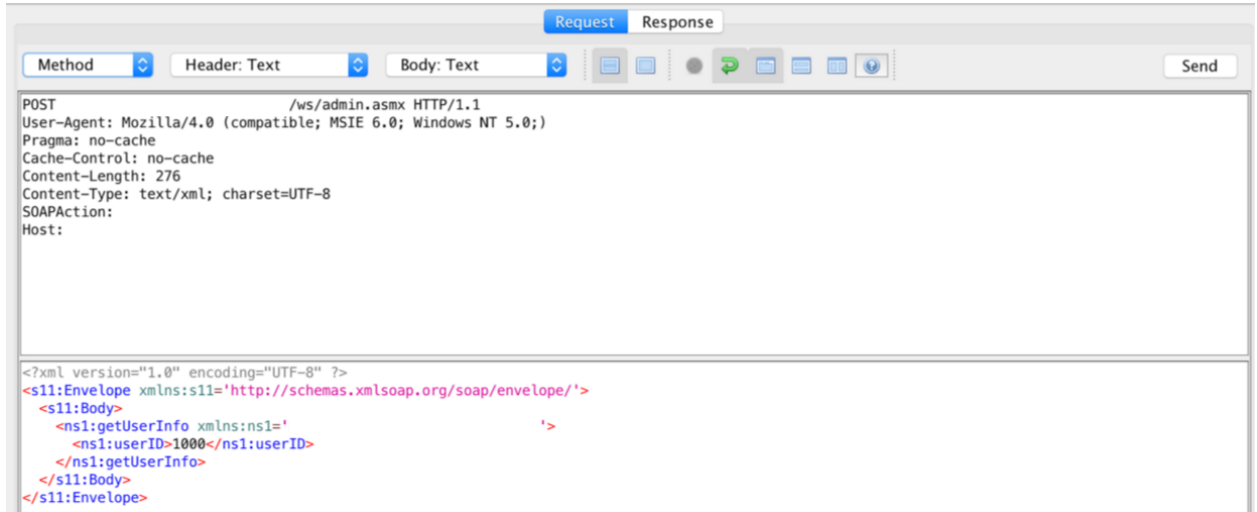 Request Response
Method Header: Text Body: Text Send
POST /ws/admin.asmx HTTP/1.1
User-Agent: Mozilla/4.0 (compatible; MSIE 6.0; Windows NT 5.0;)
Pragma: no-cache
Cache-Control: no-cache
Content-Length: 276
Content-Type: text/xml; charset=UTF-8
SOAPAction:
Host:
<?xml version="1.0" encoding="UTF-8" ?>
<s11:Envelope xmlns:s11='http://schemas.xmlsoap.org/soap/envelope/'>
<s11:Body>
<ns1:getUserInfo xmlns:ns1=' '>
<ns1:userID>1000</ns1:userID>
</ns1:getUserInfo>
</s11:Body>
</s11:Envelope>